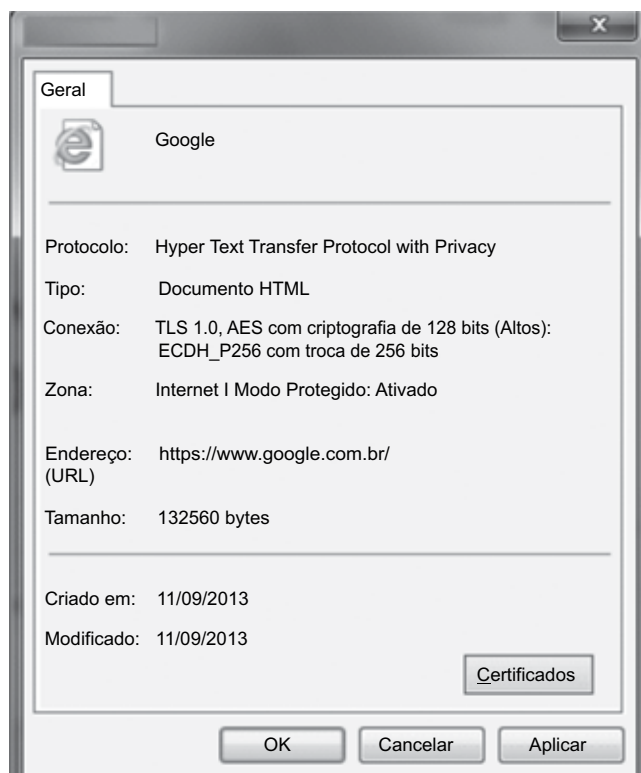 Geral
Google
Protocolo: Hyper Text Transfer Protocol with Privacy
Tipo: Documento HTML
Conexão: TLS 1.0, AES com criptografia de 128 bits (Altos):
ECDH_P256 com troca de 256 bits
Zona: Internet I Modo Protegido: Ativado
Endereço: https://www.google.com.br/
(URL)
Tamanho: 132560 bytes
Criado em: 11/09/2013
Modificado: 11/09/2013
Certificados
OK Cancelar Aplicar